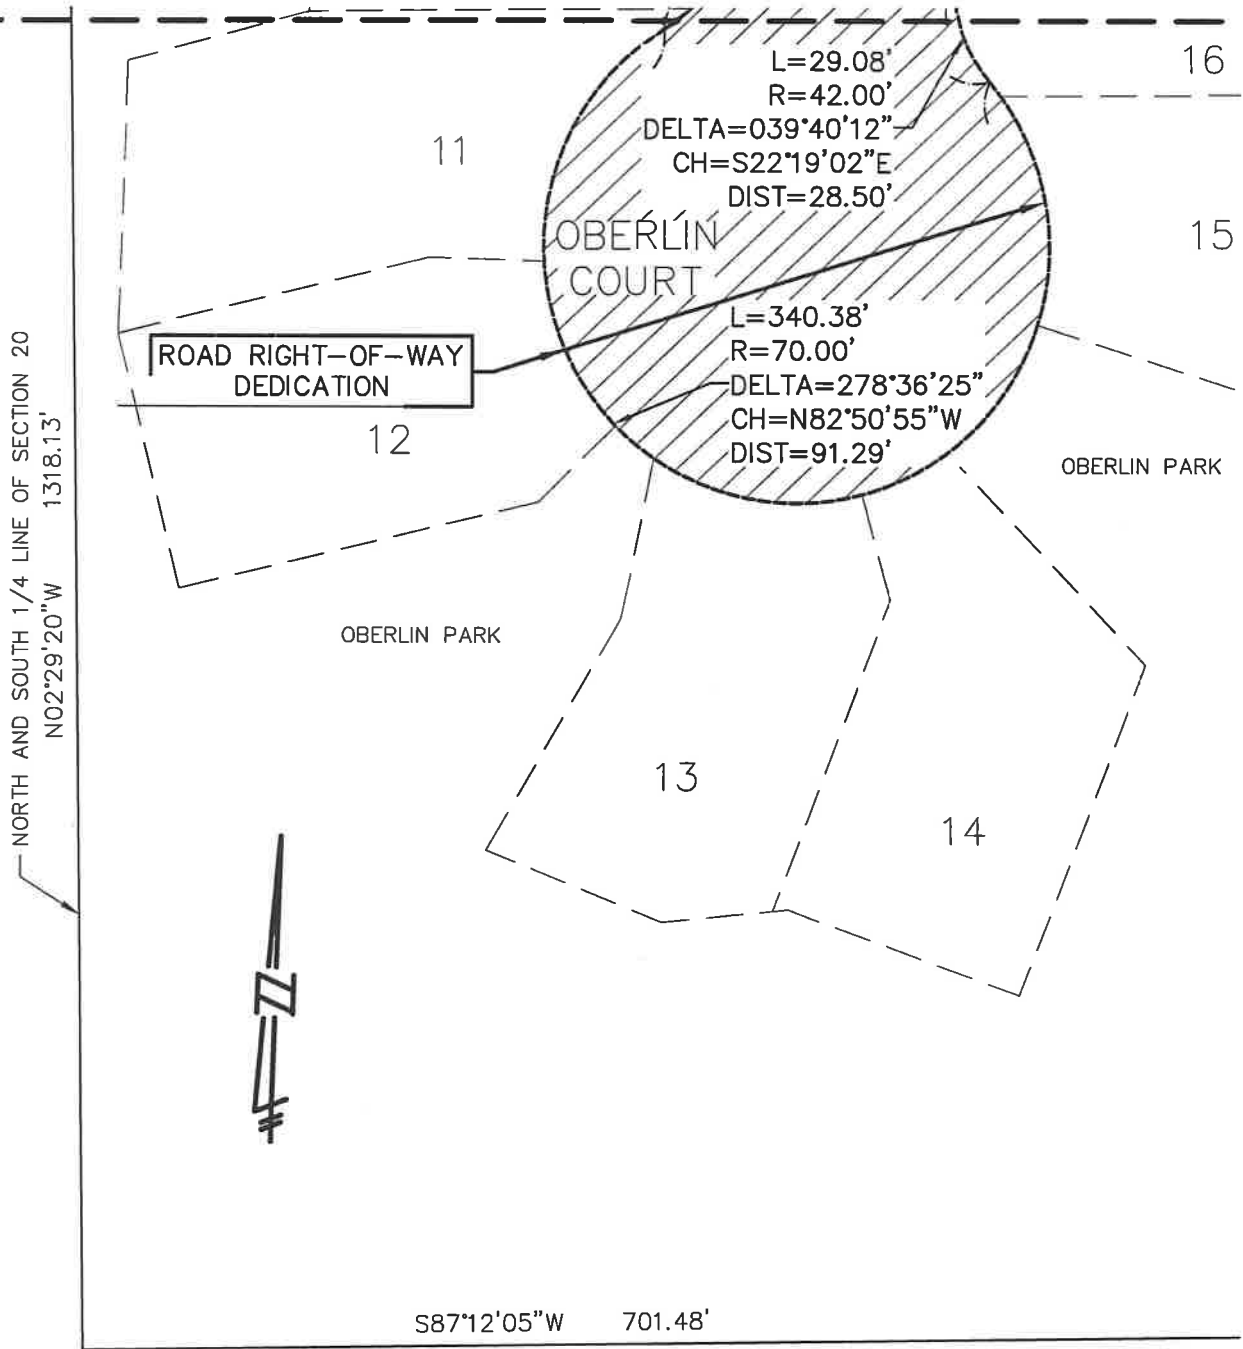 16
L=29.08'
R=42.00'
DELTA=039°40'12"
CH=S22°19'02"E
DIST=28.50'
11
15
OBERLIN
COURT
L=340.38'
R=70.00'
DELTA=278°36'25"
CH=N82°50'55"W
DIST=91.29'
ROAD RIGHT-OF-WAY
DEDICATION
12
OBERLIN PARK
NORTH AND SOUTH 1/4 LINE OF SECTION 20
N02°29'20"W 1318.13'
OBERLIN PARK
13
14
N
S87°12'05"W 701.48'